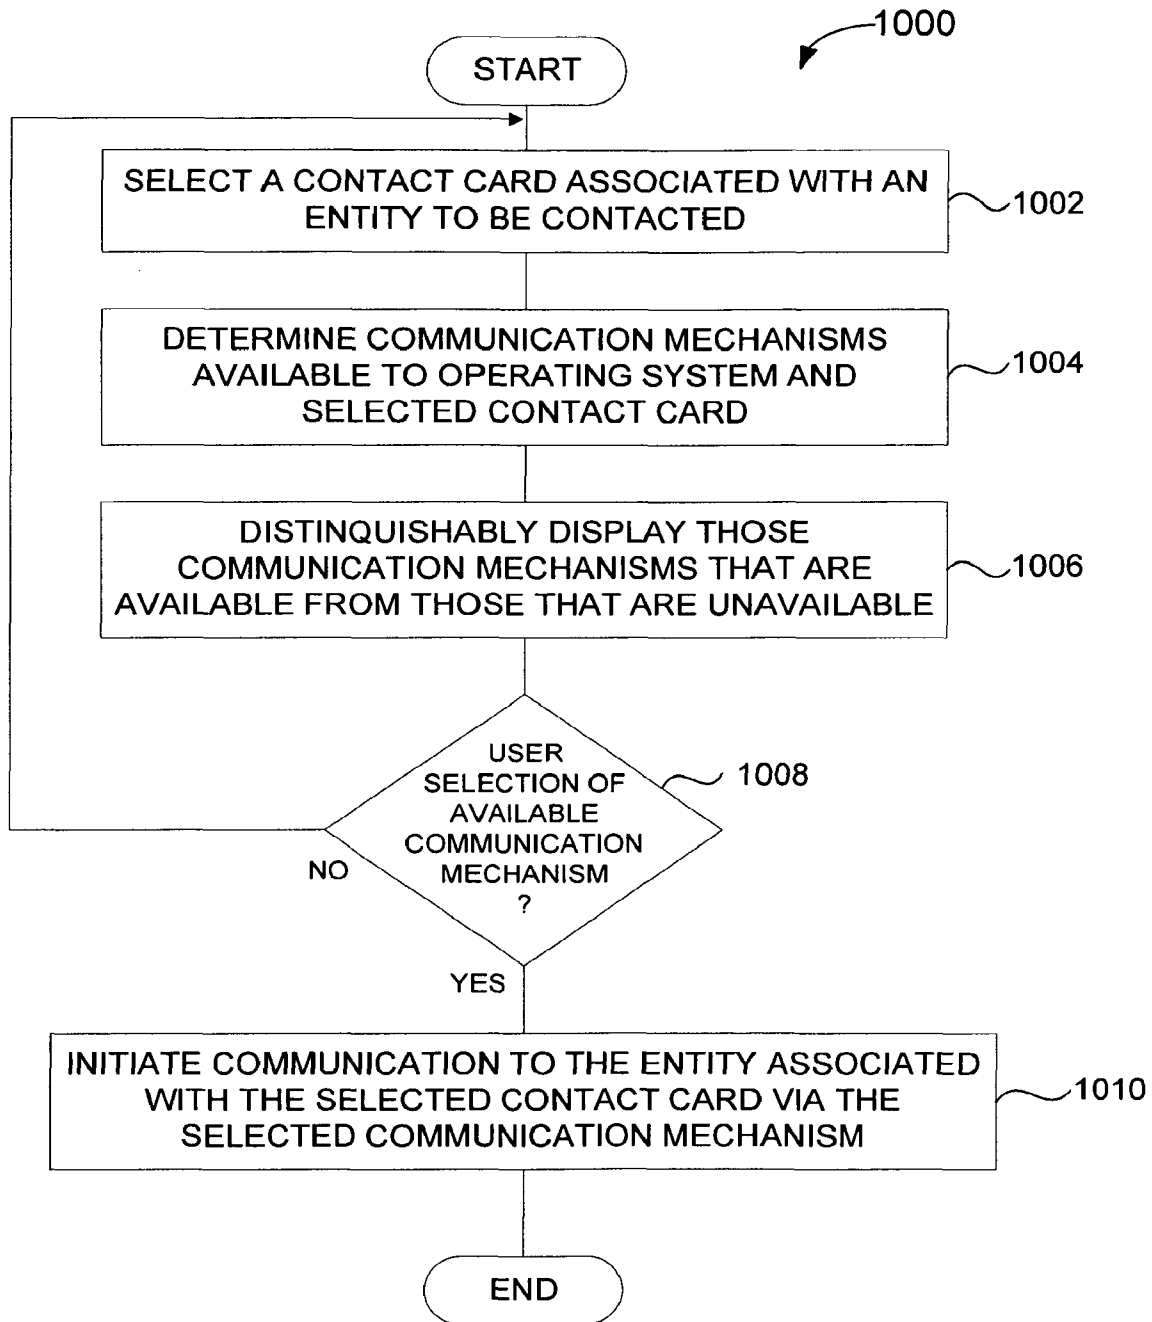 1000
START
SELECT A CONTACT CARD ASSOCIATED WITH AN
ENTITY TO BE CONTACTED
1002
DETERMINE COMMUNICATION MECHANISMS
AVAILABLE TO OPERATING SYSTEM AND
SELECTED CONTACT CARD
1004
DISTINQUISHABLY DISPLAY THOSE
COMMUNICATION MECHANISMS THAT ARE
AVAILABLE FROM THOSE THAT ARE UNAVAILABLE
1006
USER
SELECTION OF
AVAILABLE
COMMUNICATION
MECHANISM
?
1008
NO
YES
INITIATE COMMUNICATION TO THE ENTITY ASSOCIATED
WITH THE SELECTED CONTACT CARD VIA THE
SELECTED COMMUNICATION MECHANISM
1010
END